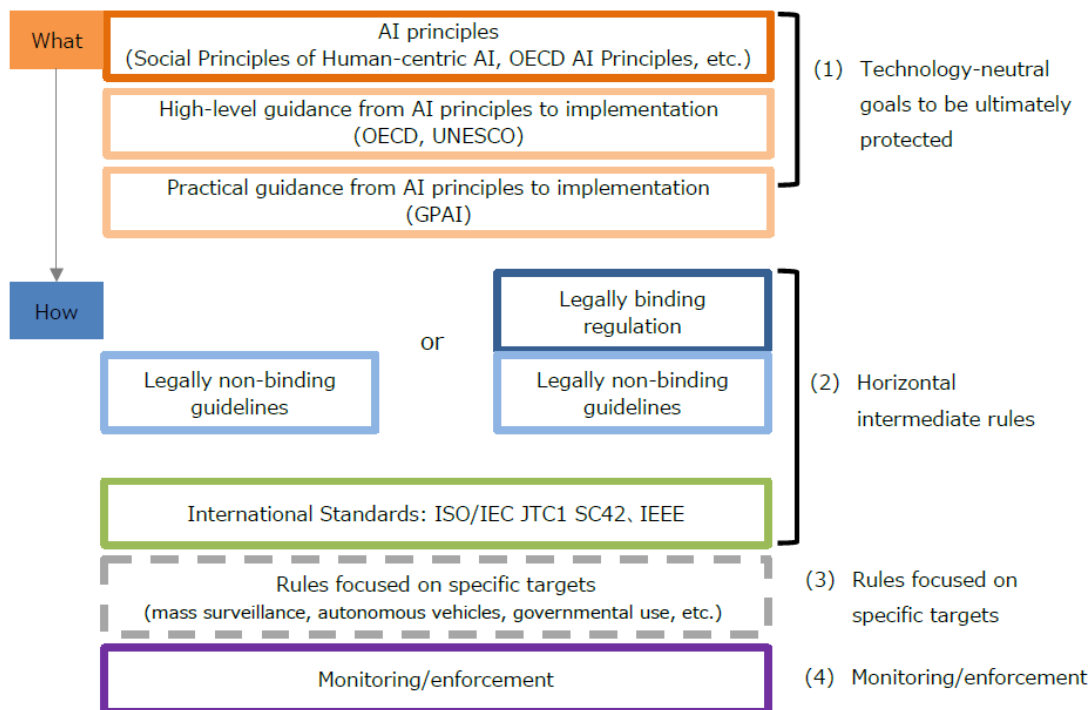 What
AI principles
(Social Principles of Human-centric AI, OECD AI Principles, etc.)
High-level guidance from AI principles to implementation
(OECD, UNESCO)
Practical guidance from AI principles to implementation
(GPAI)
(1) Technology-neutral
goals to be ultimately
protected
How
Legally binding
regulation
or
Legally non-binding
guidelines
Legally non-binding
guidelines
(2) Horizontal
intermediate rules
International Standards: ISO/IEC JTC1 SC42、IEEE
Rules focused on specific targets
(mass surveillance, autonomous vehicles, governmental use, etc.)
(3) Rules focused on
specific targets
Monitoring/enforcement
(4) Monitoring/enforcement